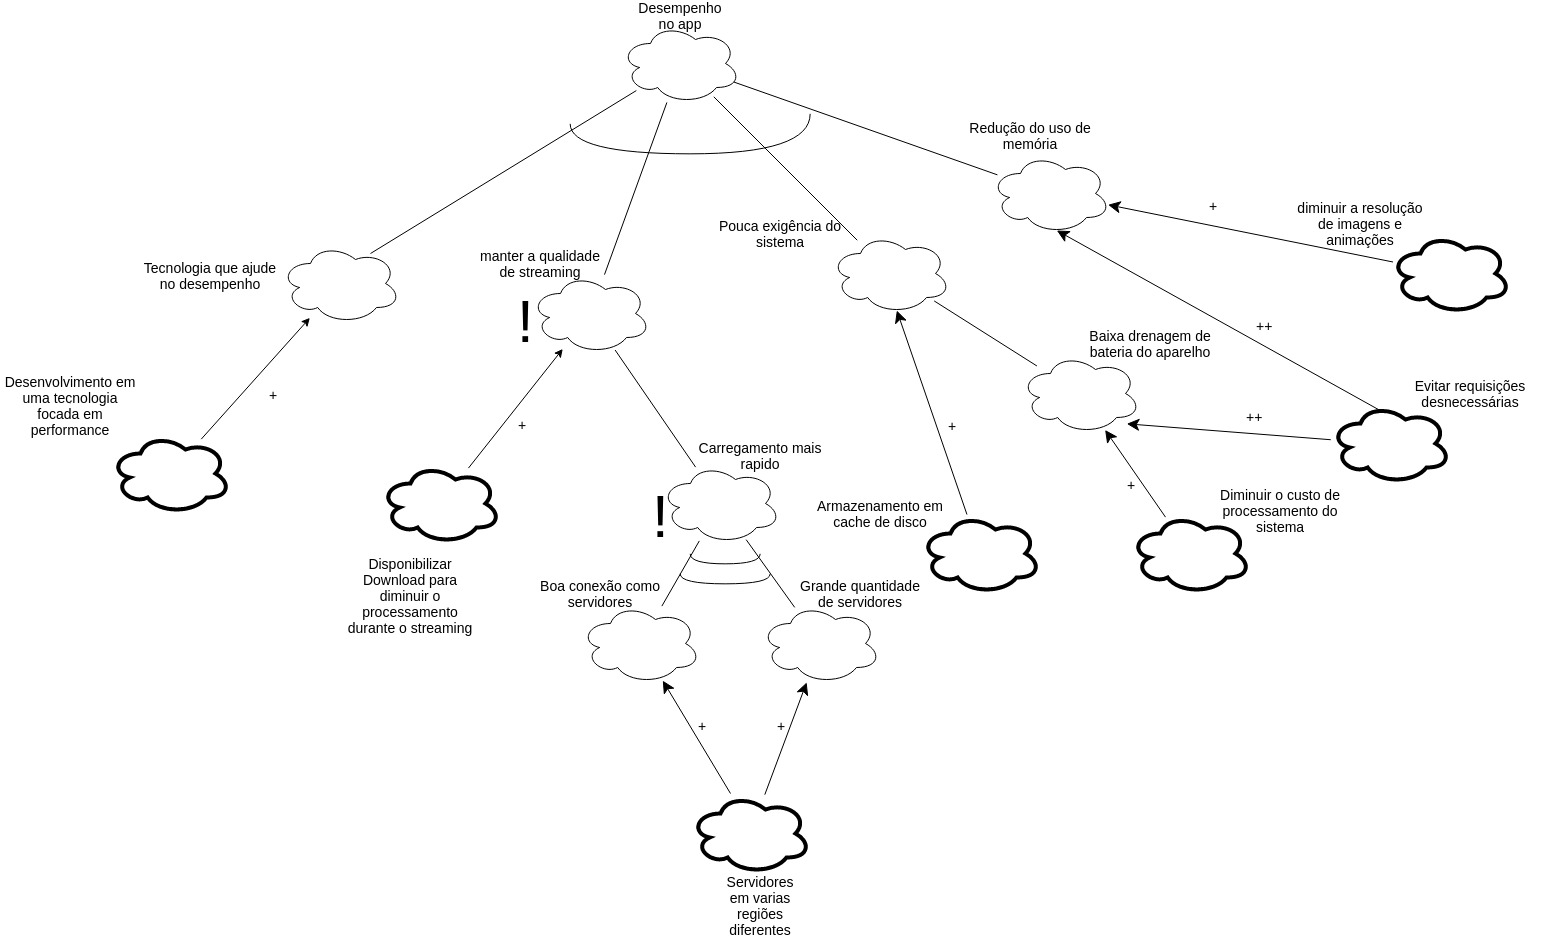 Desempenho
no app
Redução do uso de
memória
diminuir a resolução
de imagens e
animações
+
Pouca exigência do
sistema
manter a qualidade
de streaming
Tecnologia que ajude
no desempenho
!
++
Baixa drenagem de
bateria do aparelho
Desenvolvimento em
uma tecnologia
focada em
performance
+
Evitar requisições
desnecessárias
++
+
+
Carregamento mais
rapido
+
Diminuir o custo de
processamento do
sistema
!
Armazenamento em
cache de disco
Disponibilizar
Download para
diminuir o
processamento
durante o streaming
Boa conexão como
servidores
Grande quantidade
de servidores
+
+
Servidores
em varias
regiões
diferentes